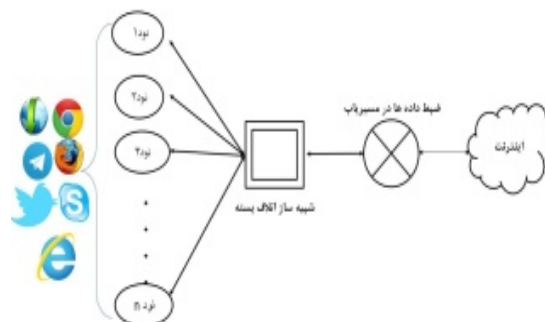 نود۱
نود۲
نود۳
نود n
شبیه ساز اتلاف بسته
ضبط داده ها در مسیریاب
اینترنت